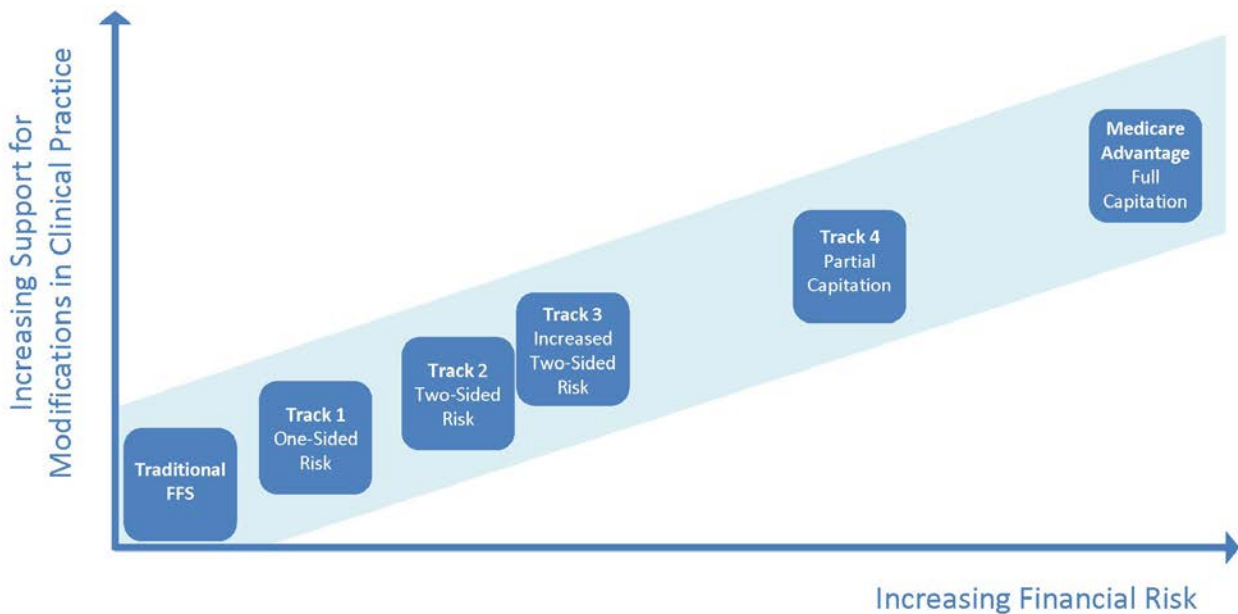 Increasing Support for
Modifications in Clinical Practice
Medicare
Advantage
Full
Capitation
Track 4
Partial
Capitation
Track 3
Increased
Two-Sided
Risk
Track 2
Two-Sided
Risk
Track 1
One-Sided
Risk
Traditional
FFS
Increasing Financial Risk